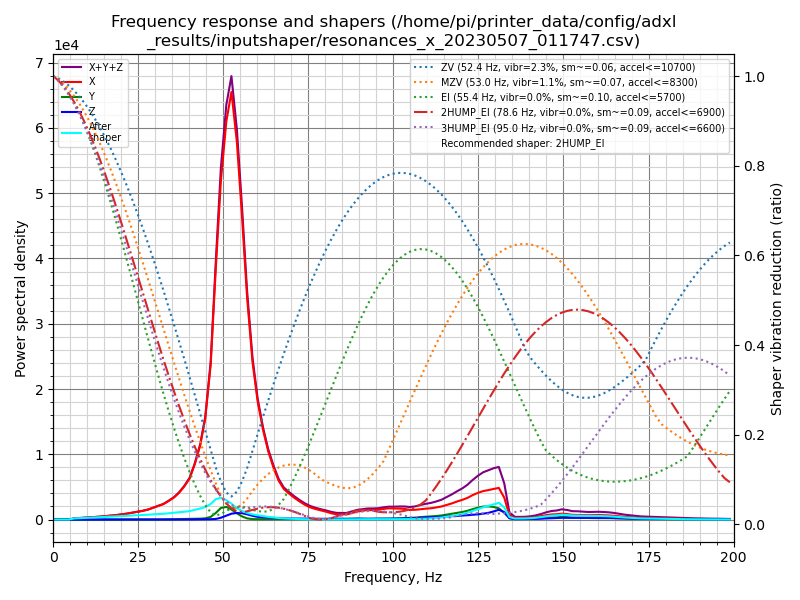 Frequency response and shapers (/home/pi/printer_data/config/adxl
_results/inputshaper/resonances_x_20230507_011747.csv)
1e4
7
6
5
4
3
2
1
0
Power spectral density
X+Y+Z
X
Y
Z
After
shaper
ZV (52.4 Hz, vibr=2.3%, sm~=0.06, accel<=10700)
MZV (53.0 Hz, vibr=1.1%, sm~=0.07, accel<=8300)
EI (55.4 Hz, vibr=0.0%, sm~=0.10, accel<=5700)
2HUMP_EI (78.6 Hz, vibr=0.0%, sm~=0.09, accel<=6900)
3HUMP_EI (95.0 Hz, vibr=0.0%, sm~=0.09, accel<=6600)
Recommended shaper: 2HUMP_EI
1.0
0.8
0.6
0.4
0.2
0.0
Shaper vibration reduction (ratio)
0 25 50 75 100 125 150 175 200
Frequency, Hz